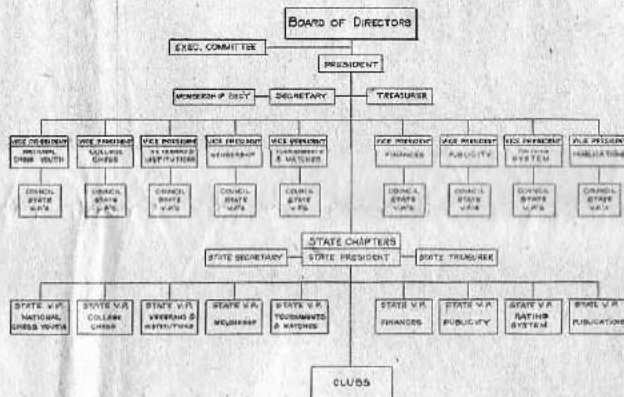 BOARD OF DIRECTORS
EXEC. COMMITTEE
PRESIDENT
MEMBERSHIP SECY
SECRETARY
TREASURER
VICE PRESIDENT
NATIONAL
CHESS YOUTH
VICE PRESIDENT
COLLEGE
CHESS
VICE PRESIDENT
VETERANS &
INSTITUTIONS
VICE PRESIDENT
MEMBERSHIP
VICE PRESIDENT
TOURNAMENTS
& MATCHES
VICE PRESIDENT
FINANCES
VICE PRESIDENT
PUBLICITY
VICE PRESIDENT
SYSTEM
VICE PRESIDENT
PUBLICATIONS
COUNCIL
STATE
V.P.'S
COUNCIL
STATE
V.P.'S
COUNCIL
STATE
V.P.'S
COUNCIL
STATE
V.P.'S
COUNCIL
STATE
V.P.'S
COUNCIL
STATE
V.P.'S
COUNCIL
STATE
V.P.'S
COUNCIL
STATE
V.P.'S
COUNCIL
STATE
V.P.'S
STATE CHAPTERS
STATE SECRETARY
STATE PRESIDENT
STATE TREASURER
STATE V.P.
NATIONAL
CHESS YOUTH
STATE V.P.
COLLEGE
CHESS
STATE V.P.
VETERANS &
INSTITUTIONS
STATE V.P.
MEMBERSHIP
STATE V.P.
TOURNAMENTS
& MATCHES
STATE V.P.
FINANCES
STATE V.P.
PUBLICITY
STATE V.P.
RATING
SYSTEM
STATE V.P.
PUBLICATIONS
CLUBS